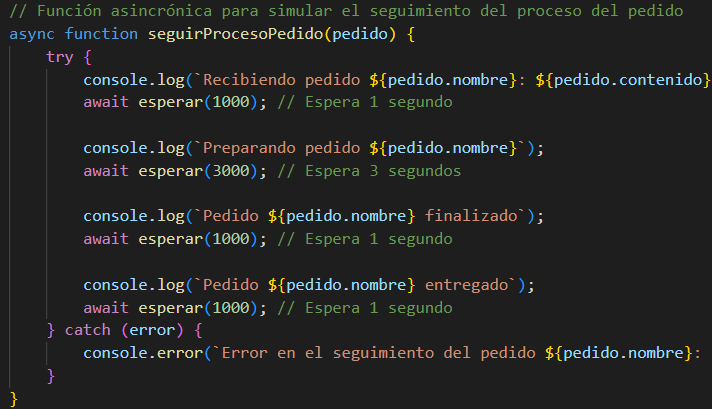 // Función asincrónica para simular el seguimiento del proceso del pedido
async function seguirProcesoPedido(pedido) {
    try {
        console.log(`Recibiendo pedido ${pedido.nombre}: ${pedido.contenido}
        await esperar(1000); // Espera 1 segundo

        console.log(`Preparando pedido ${pedido.nombre}`);
        await esperar(3000); // Espera 3 segundos

        console.log(`Pedido ${pedido.nombre} finalizado`);
        await esperar(1000); // Espera 1 segundo

        console.log(`Pedido ${pedido.nombre} entregado`);
        await esperar(1000); // Espera 1 segundo
    } catch (error) {
        console.error(`Error en el seguimiento del pedido ${pedido.nombre}:
    }
}